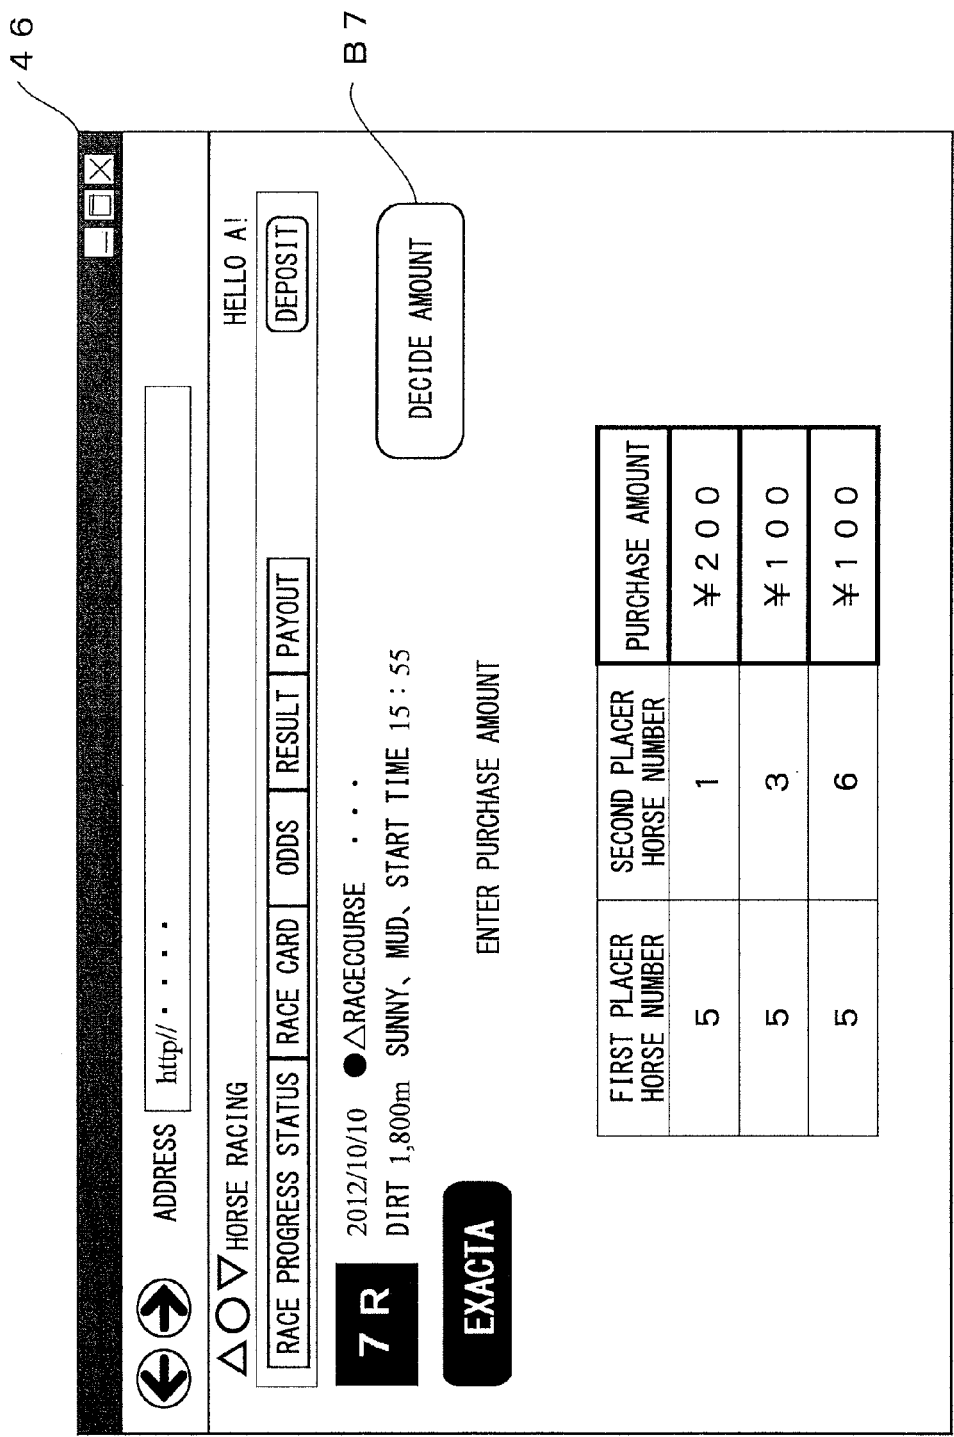 46
ADDRESS http//・・・・
△○▽HORSE RACING HELLO A!
RACE PROGRESS STATUS RACE CARD ODDS RESULT PAYOUT DEPOSIT
7R 2012/10/10 ●△RACECOURSE ・・・
DIRT 1,800m SUNNY、MUD、START TIME 15：55
DECIDE AMOUNT
B7
EXACTA ENTER PURCHASE AMOUNT
FIRST PLACER SECOND PLACER PURCHASE AMOUNT
HORSE NUMBER HORSE NUMBER
5 1 ¥200
5 3 ¥100
5 6 ¥100